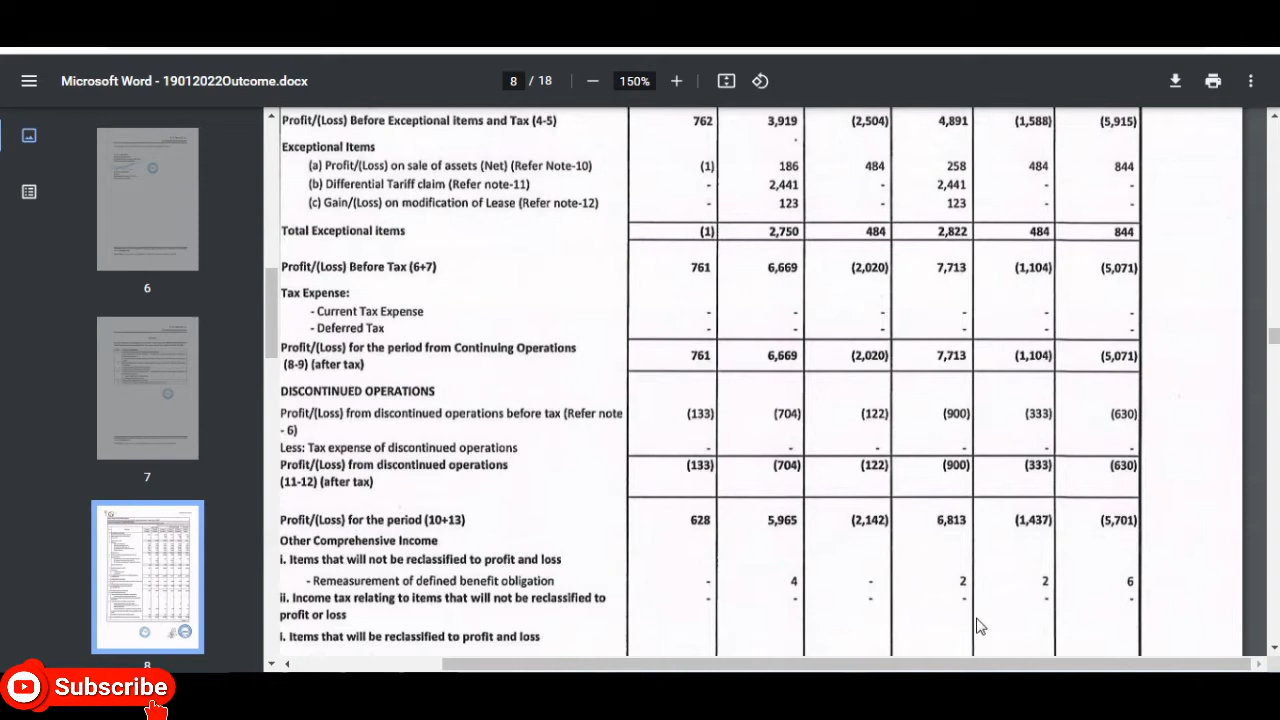 Microsoft Word - 19012022Outcome.docx
8 / 18
150%
Profit/(Loss) Before Exceptional items and Tax (4-5) 762 3,919 (2,504) 4,891 (1,588) (5,915)
-
Exceptional Items
(a) Profit/(Loss) on sale of assets (Net) (Refer Note-10) (1) 186 484 258 484 844
(b) Differential Tariff claim (Refer note-11) - 2,441 - 2,441 - -
(c) Gain/(Loss) on modification of Lease (Refer note-12) - 123 - 123 - -
Total Exceptional items (1) 2,750 484 2,822 484 844
Profit/(Loss) Before Tax (6+7) 761 6,669 (2,020) 7,713 (1,104) (5,071)
Tax Expense:
- Current Tax Expense - - - - - -
- Deferred Tax - - - - - -
Profit/(Loss) for the period from Continuing Operations 761 6,669 (2,020) 7,713 (1,104) (5,071)
(8-9) (after tax)
DISCONTINUED OPERATIONS
Profit/(Loss) from discontinued operations before tax (Refer note (133) (704) (122) (900) (333) (630)
- 6)
Less: Tax expense of discontinued operations - - - - - -
Profit/(Loss) from discontinued operations (133) (704) (122) (900) (333) (630)
(11-12) (after tax)
Profit/(Loss) for the period (10+13) 628 5,965 (2,142) 6,813 (1,437) (5,701)
Other Comprehensive Income
i. Items that will not be reclassified to profit and loss
- Remeasurement of defined benefit obligation - 4 - 2 2 6
ii. Income tax relating to items that will not be reclassified to - - - - - -
profit or loss
i. Items that will be reclassified to profit and loss
6
7
8
Subscribe